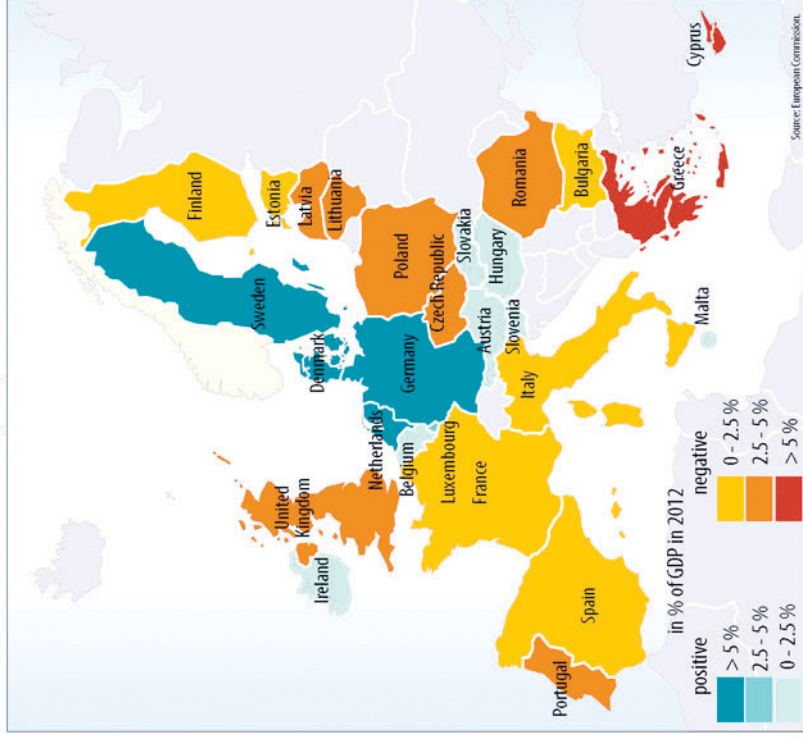 Finland
Sweden
Estonia
Latvia
Lithuania
Denmark
United
Kingdom
Ireland
Netherlands
Belgium
Luxembourg
Germany
Poland
Czech Republic
Slovakia
Austria
Hungary
Slovenia
Romania
Bulgaria
France
Italy
Spain
Portugal
Greece
Malta
Cyprus
in % of GDP in 2012
positive
> 5 %
2.5 - 5 %
0 - 2.5 %
negative
0 - 2.5 %
2.5 - 5 %
> 5 %
Source: European Commission.